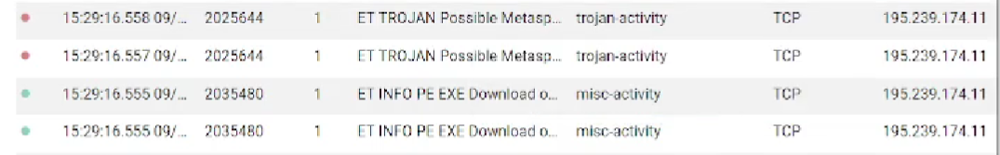 15:29:16.558 09/... 2025644 1 ET TROJAN Possible Metasp... trojan-activity TCP 195.239.174.11
15:29:16.557 09/... 2025644 1 ET TROJAN Possible Metasp... trojan-activity TCP 195.239.174.11
15:29:16.555 09/... 2035480 1 ET INFO PE EXE Download o... misc-activity TCP 195.239.174.11
15:29:16.555 09/... 2035480 1 ET INFO PE EXE Download o... misc-activity TCP 195.239.174.11